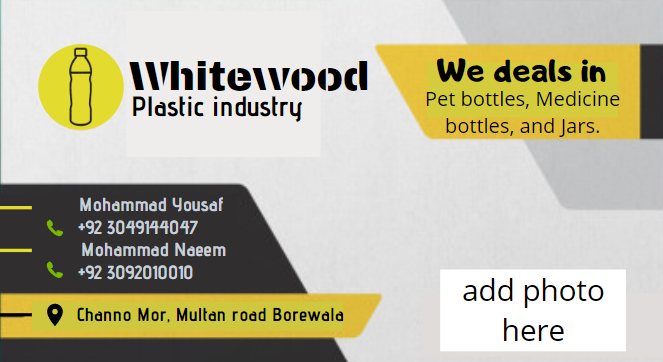 Whitewood
Plastic industry
We deals in
Pet bottles, Medicine
bottles, and Jars.
Mohammad Yousaf
+92 3049144047
Mohammad Naeem
+92 3092010010
Channo Mor, Multan road Borewala
add photo
here